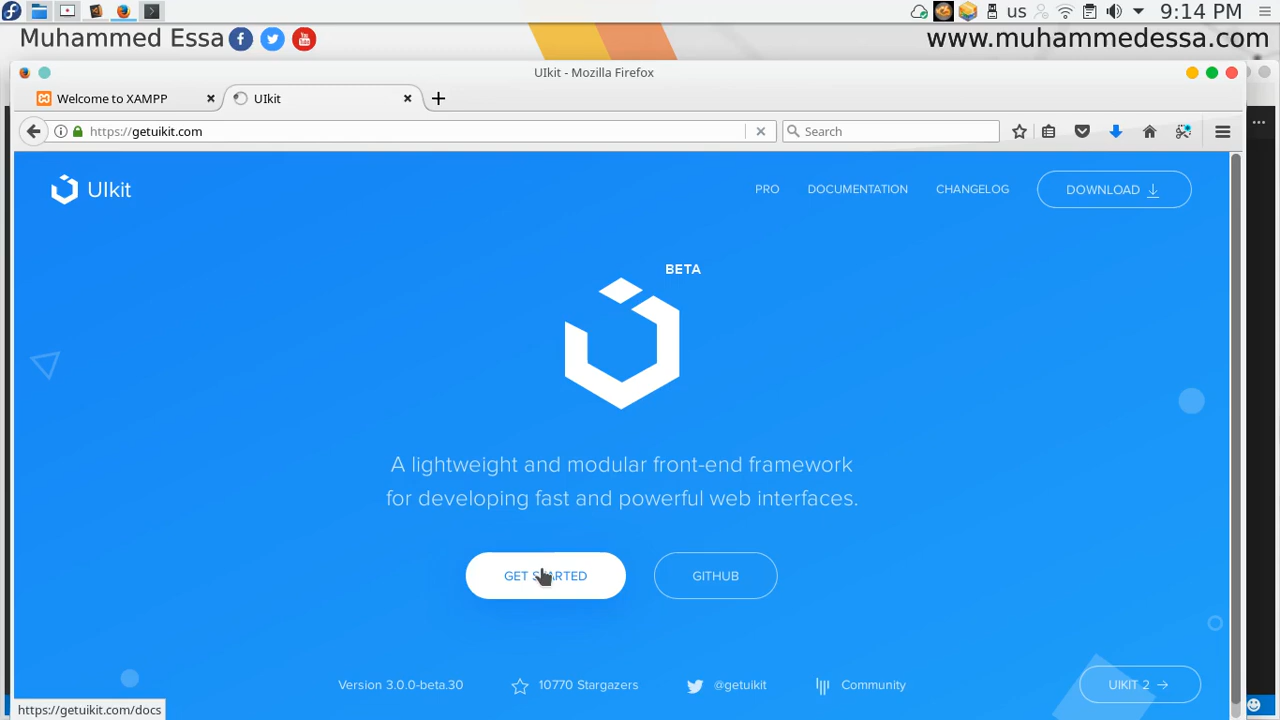 us
9:14 PM
Muhammed Essa
www.muhammedessa.com
UIkit - Mozilla Firefox
Welcome to XAMPP
UIkit
https://getuikit.com
Search
UIkit
PRO
DOCUMENTATION
CHANGELOG
DOWNLOAD
BETA
A lightweight and modular front-end framework
for developing fast and powerful web interfaces.
GET STARTED
GITHUB
Version 3.0.0-beta.30
10770 Stargazers
@getuikit
Community
UIKIT 2
https://getuikit.com/docs